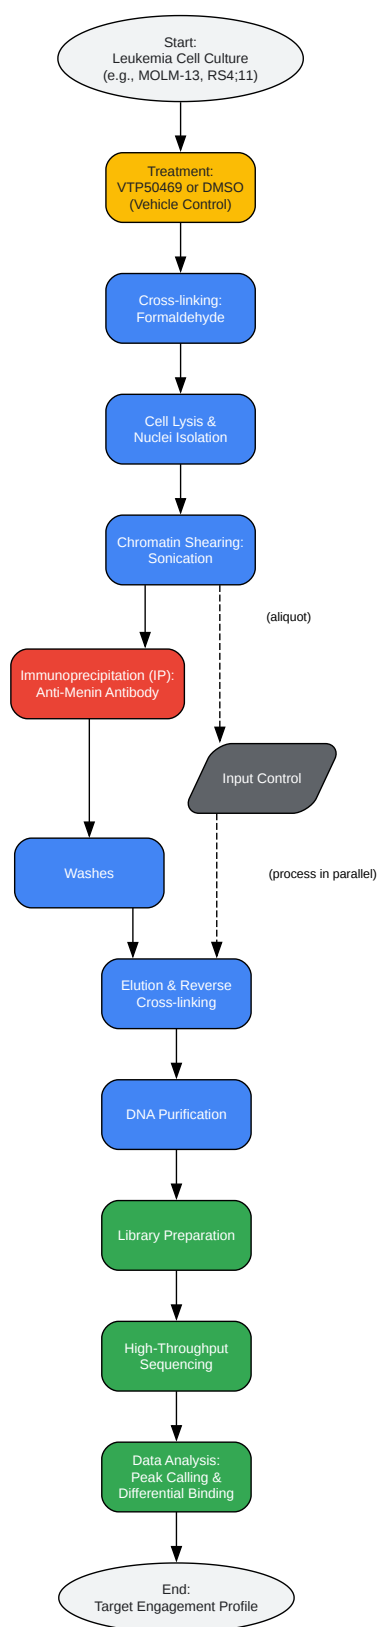 Start:
Leukemia Cell Culture
(e.g., MOLM-13, RS4;11)
Treatment:
VTP50469 or DMSO
(Vehicle Control)
Cross-linking:
Formaldehyde
Cell Lysis &
Nuclei Isolation
Chromatin Shearing:
Sonication
(aliquot)
Immunoprecipitation (IP):
Anti-Menin Antibody
Input Control
Washes
(process in parallel)
Elution & Reverse
Cross-linking
DNA Purification
Library Preparation
High-Throughput
Sequencing
Data Analysis:
Peak Calling &
Differential Binding
End:
Target Engagement Profile